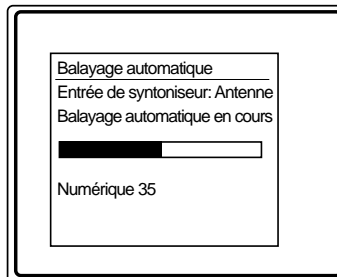 Balayage automatique
Entrée de syntoniseur: Antenne
Balayage automatique en cours
Numérique 35